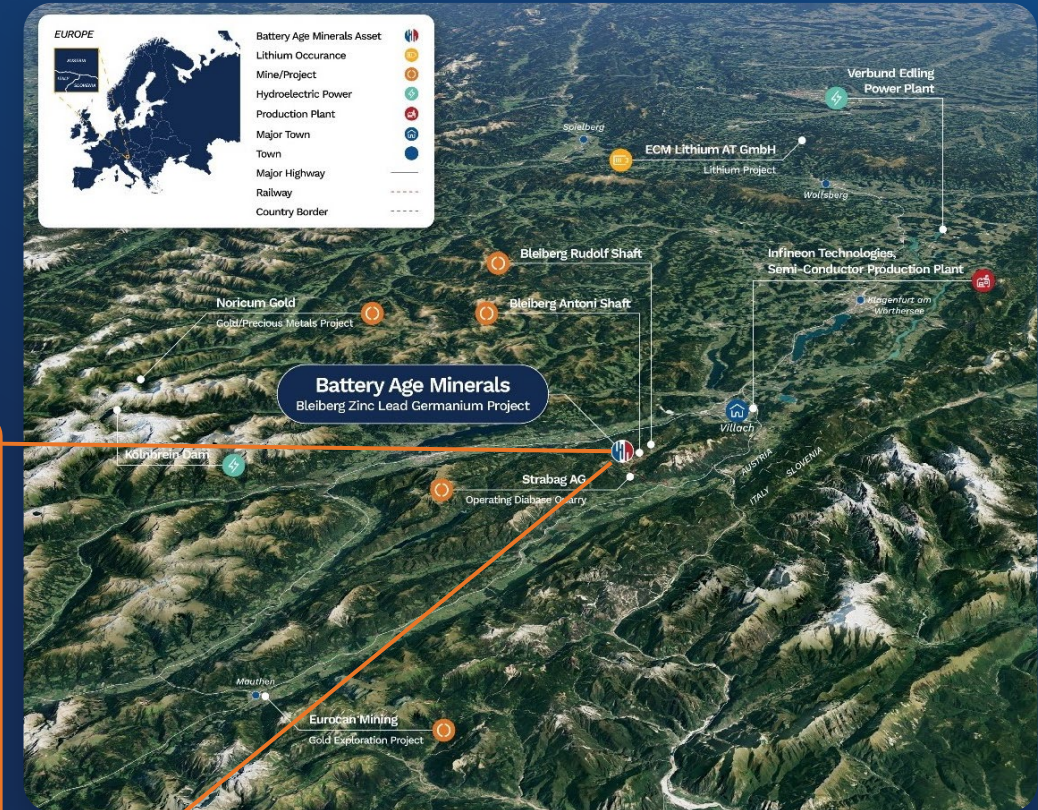 EUROPE
AUSTRIA
ITALY
SLOVENIA
Battery Age Minerals Asset
Lithium Occurance
Mine/Project
Hydroelectric Power
Production Plant
Major Town
Town
Major Highway
Railway
Country Border
Verbund Edling
Power Plant
Spielberg
ECM Lithium AT GmbH
Lithium Project
Wolfsberg
Bleiberg Rudolf Shaft
Infineon Technologies,
Semi-Conductor Production Plant
Noricum Gold
Gold/Precious Metals Project
Bleiberg Antoni Shaft
Klagenfurt am
Wörthersee
Battery Age Minerals
Bleiberg Zinc Lead Germanium Project
Villach
Kölnbrein Dam
AUSTRIA
SLOVENIA
ITALY
Strabag AG
Operating Diabase Quarry
Mauthen
Eurocan Mining
Gold Exploration Project